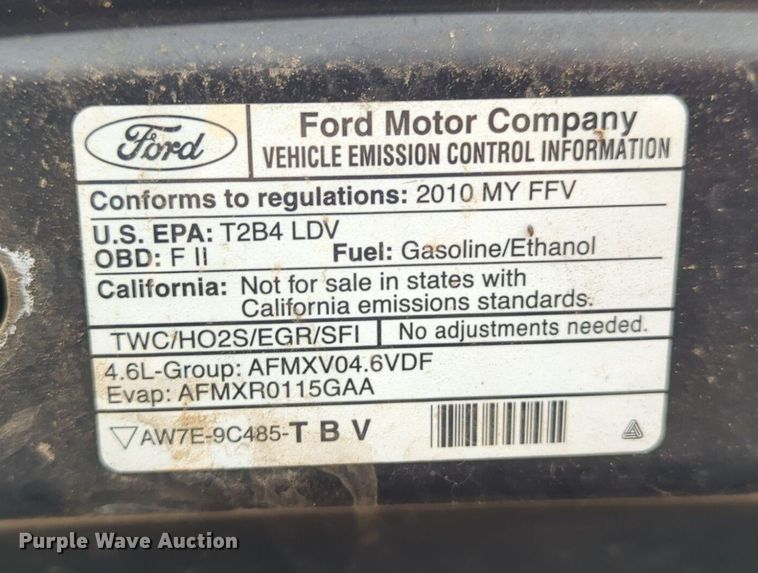 Ford
Ford Motor Company
VEHICLE EMISSION CONTROL INFORMATION
Conforms to regulations: 2010 MY FFV
U.S. EPA: T2B4 LDV
OBD: F II Fuel: Gasoline/Ethanol
California: Not for sale in states with
California emissions standards.
TWC/HO2S/EGR/SFI No adjustments needed.
4.6L-Group: AFMXV04.6VDF
Evap: AFMXR0115GAA
▽AW7E-9C485-T B V
Purple Wave Auction